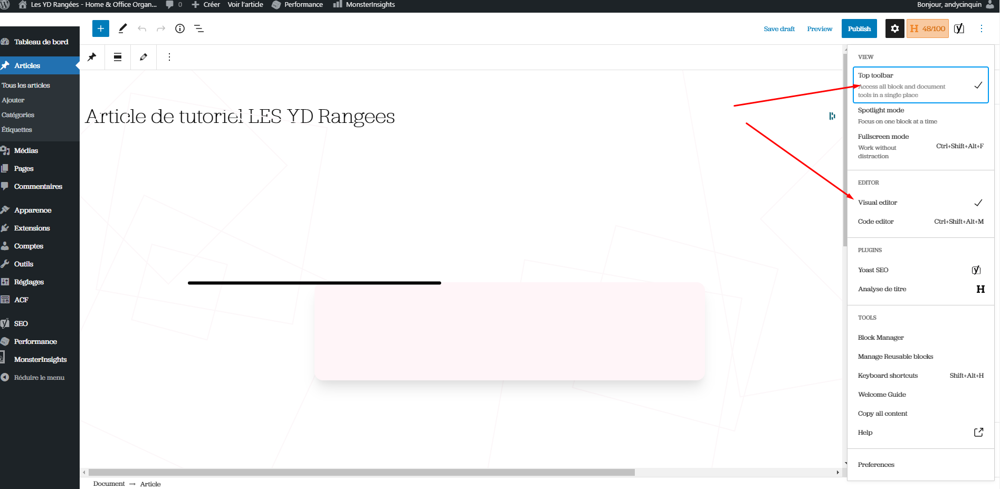 Les YD Rangées - Home & Office Organ...
0
Créer
Voir l'article
Performance
MonsterInsights
Bonjour, andycinquin
Save draft
Preview
Publish
H 48/100
Tableau de bord
Articles
Tous les articles
Ajouter
Catégories
Étiquettes
Médias
Pages
Commentaires
Apparence
Extensions
Comptes
Outils
Réglages
ACF
SEO
Performance
MonsterInsights
Réduire le menu
Article de tutoriel LES YD Rangees
VIEW
Top toolbar
Access all block and document
tools in a single place
Spotlight mode
Focus on one block at a time
Fullscreen mode
Work without
distraction
Ctrl+Shift+Alt+F
EDITOR
Visual editor
Code editor
Ctrl+Shift+Alt+M
PLUGINS
Yoast SEO
Analyse de titre
H
TOOLS
Block Manager
Manage Reusable blocks
Keyboard shortcuts
Shift+Alt+H
Welcome Guide
Copy all content
Help
Preferences
Document → Article